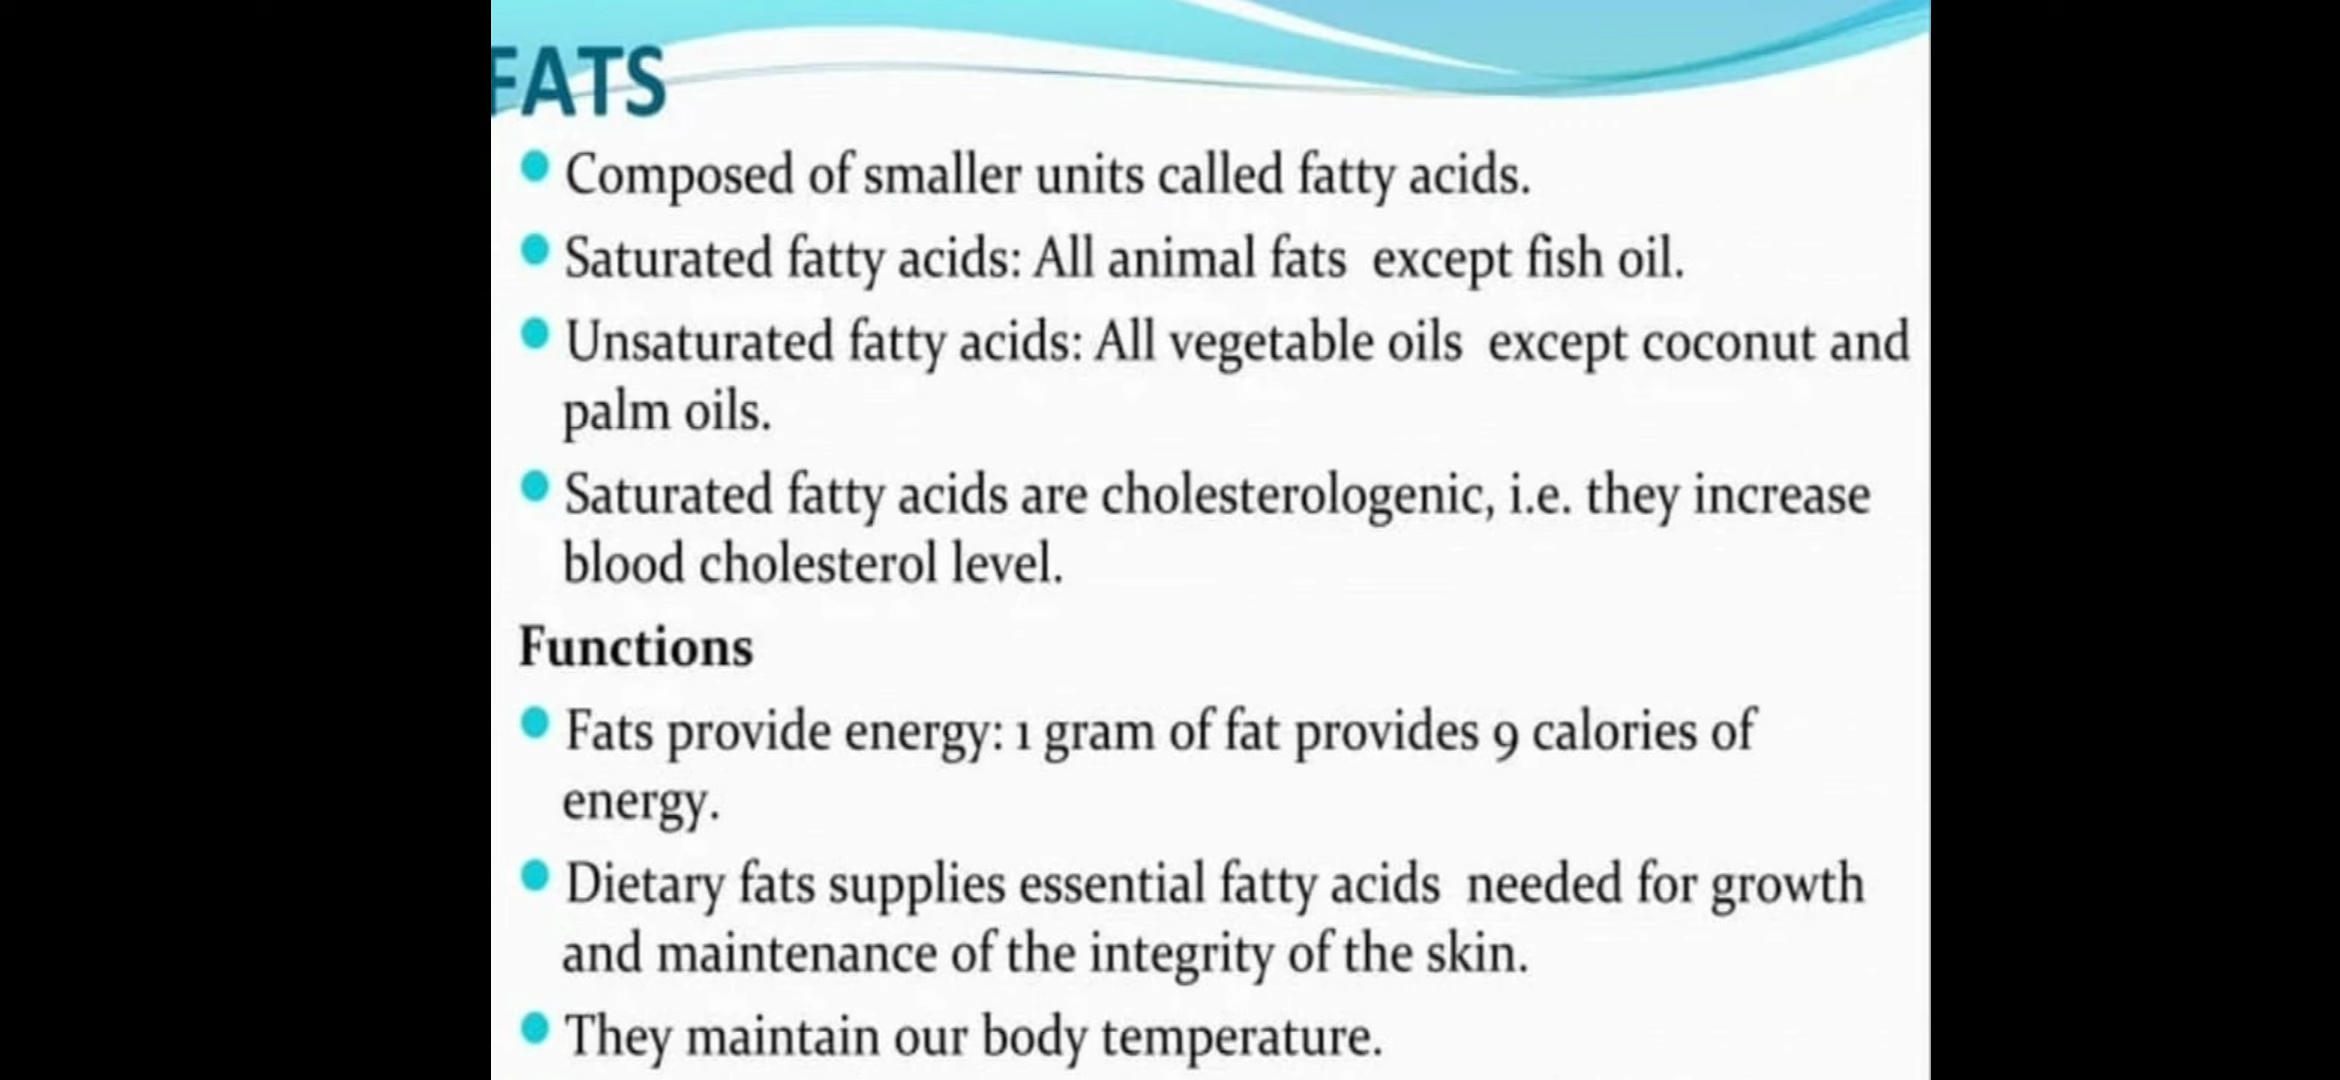 FATS
Composed of smaller units called fatty acids.
Saturated fatty acids: All animal fats except fish oil.
Unsaturated fatty acids: All vegetable oils except coconut and
palm oils.
Saturated fatty acids are cholesterologenic, i.e. they increase
blood cholesterol level.
Functions
Fats provide energy: 1 gram of fat provides 9 calories of
energy.
Dietary fats supplies essential fatty acids needed for growth
and maintenance of the integrity of the skin.
They maintain our body temperature.